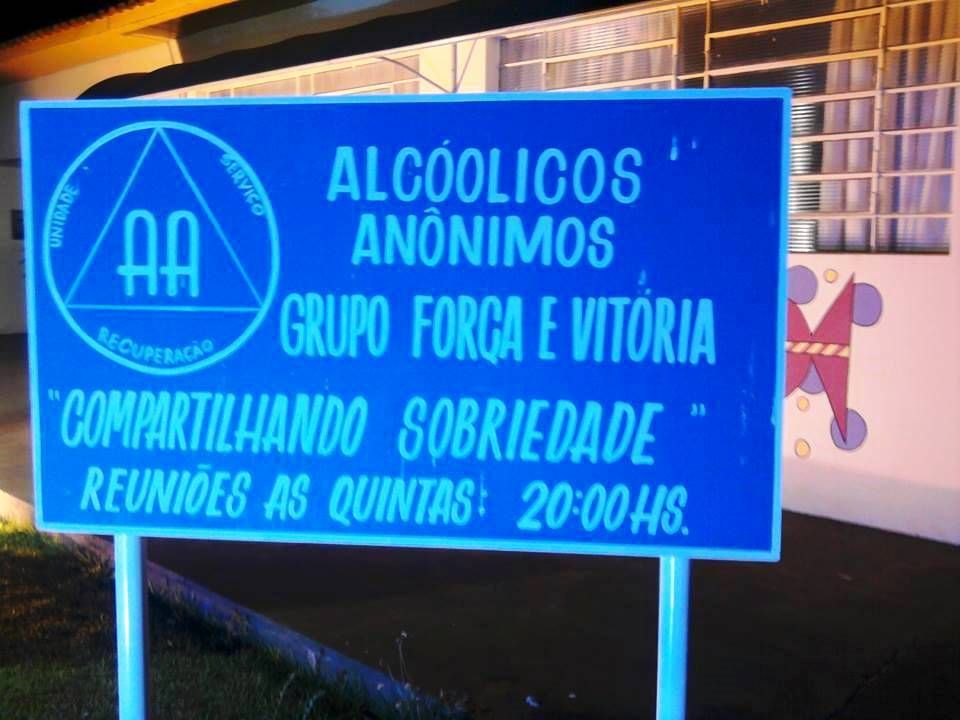 UNIDADE
SERVIÇO
AA
RECUPERAÇÃO
ALCÓOLICOS
ANÔNIMOS
GRUPO FORÇA E VITÓRIA
"COMPARTILHANDO SOBRIEDADE"
REUNIÕES AS QUINTAS: 20:00HS.